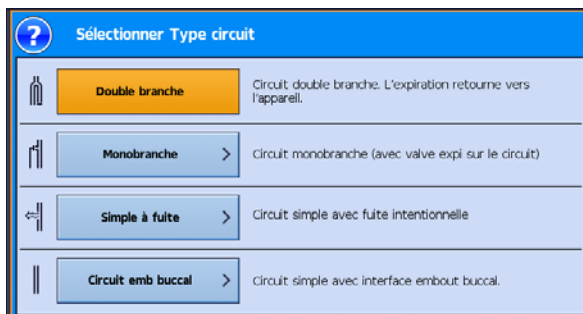 ?
Sélectionner Type circuit
Double branche
Circuit double branche. L'expiration retourne vers
l'appareil.
Monobranche >
Circuit monobranche (avec valve expi sur le circuit)
Simple à fuite >
Circuit simple avec fuite intentionnelle
Circuit emb buccal >
Circuit simple avec interface embout buccal.